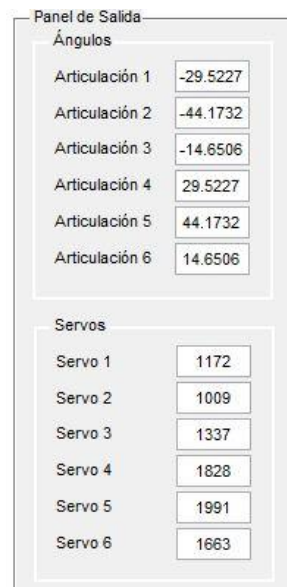 Panel de Salida
Ángulos
Articulación 1 -29.5227
Articulación 2 -44.1732
Articulación 3 -14.6506
Articulación 4 29.5227
Articulación 5 44.1732
Articulación 6 14.6506
Servos
Servo 1 1172
Servo 2 1009
Servo 3 1337
Servo 4 1828
Servo 5 1991
Servo 6 1663